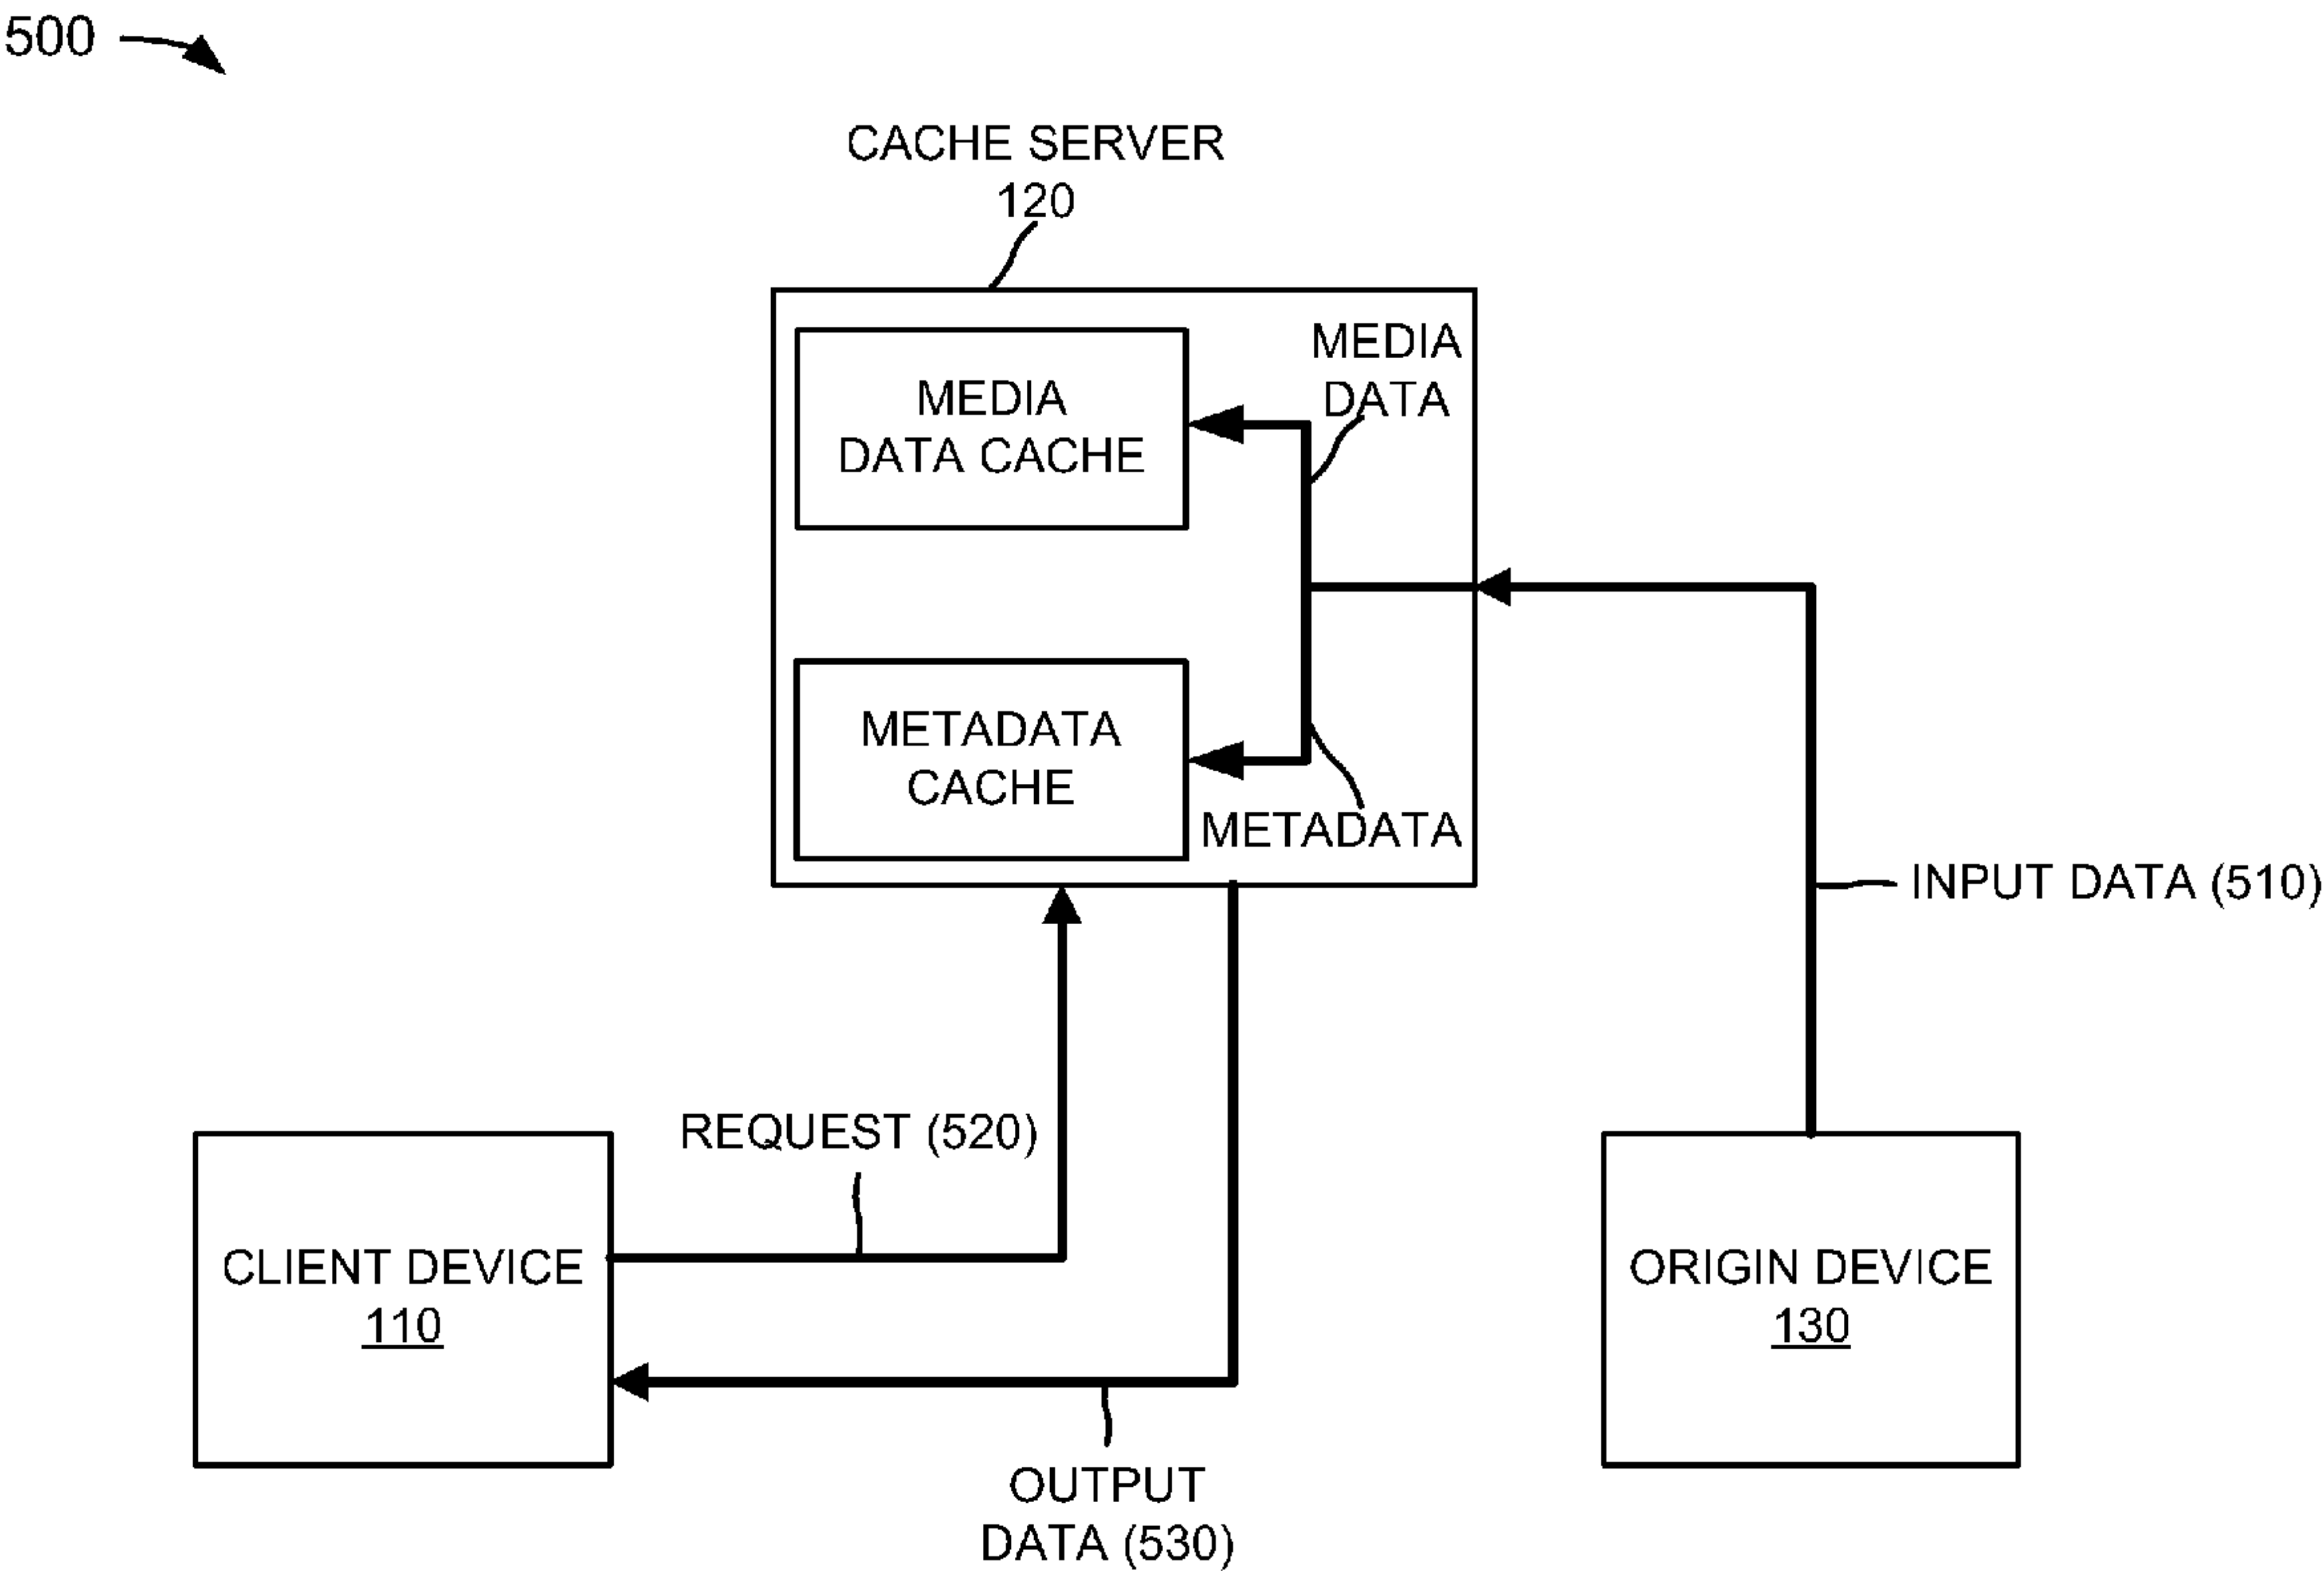 500
CACHE SERVER
120
MEDIA
DATA
MEDIA
DATA CACHE
METADATA
CACHE
METADATA
INPUT DATA (510)
REQUEST (520)
CLIENT DEVICE
110
ORIGIN DEVICE
130
OUTPUT
DATA (530)